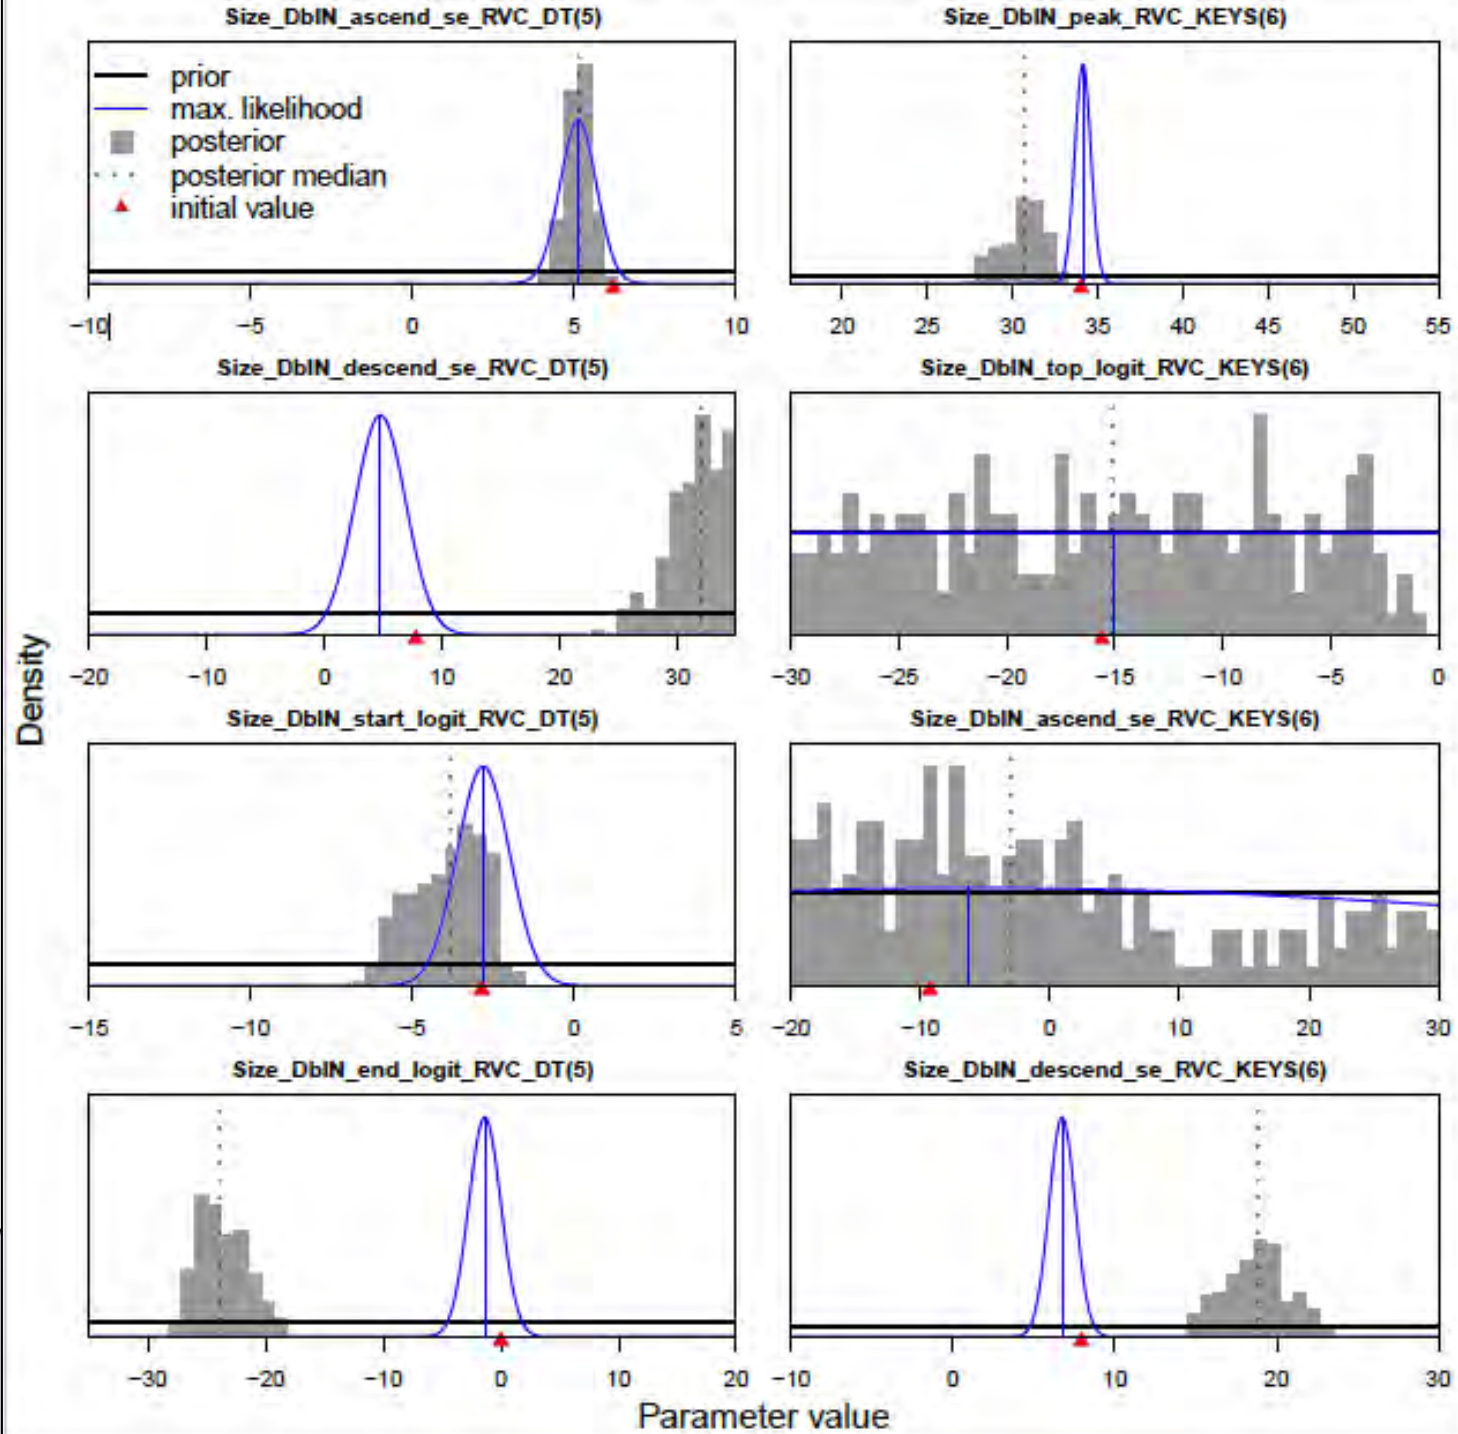 Size_DblN_ascend_se_RVC_DT(5)
Size_DblN_peak_RVC_KEYS(6)
prior
max. likelihood
posterior
posterior median
initial value
−10 −5 0 5 10
20 25 30 35 40 45 50 55
Size_DblN_descend_se_RVC_DT(5)
Size_DblN_top_logit_RVC_KEYS(6)
−20 −10 0 10 20 30
−30 −25 −20 −15 −10 −5 0
Density
Size_DblN_start_logit_RVC_DT(5)
Size_DblN_ascend_se_RVC_KEYS(6)
−15 −10 −5 0 5
−20 −10 0 10 20 30
Size_DblN_end_logit_RVC_DT(5)
Size_DblN_descend_se_RVC_KEYS(6)
−30 −20 −10 0 10 20
−10 0 10 20 30
Parameter value